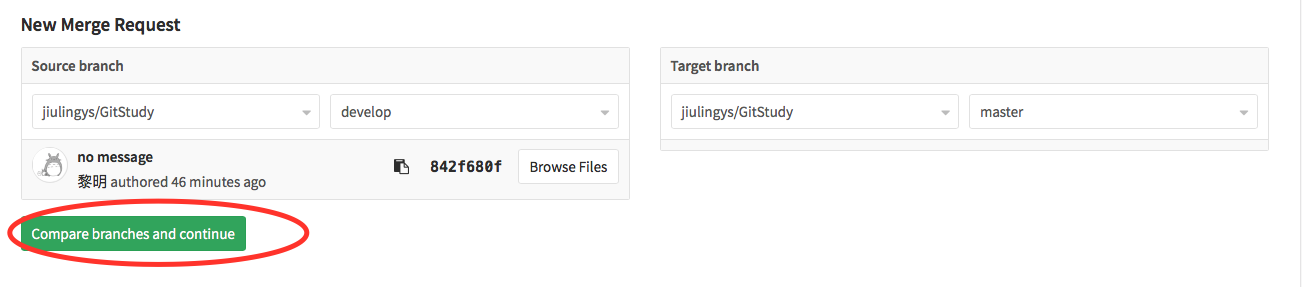 New Merge Request
Source branch
jiulingys/GitStudy
develop
no message
黎明 authored 46 minutes ago
842f680f
Browse Files
Target branch
jiulingys/GitStudy
master
Compare branches and continue